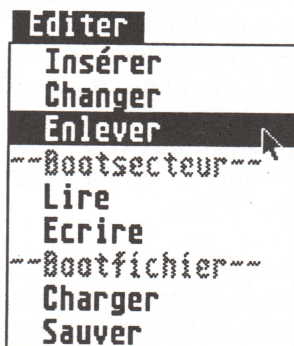 Editer
Insérer
Changer
Enlever
~~Bootsecteur~~
Lire
Ecrire
~~Bootfichier~~
Charger
Sauver